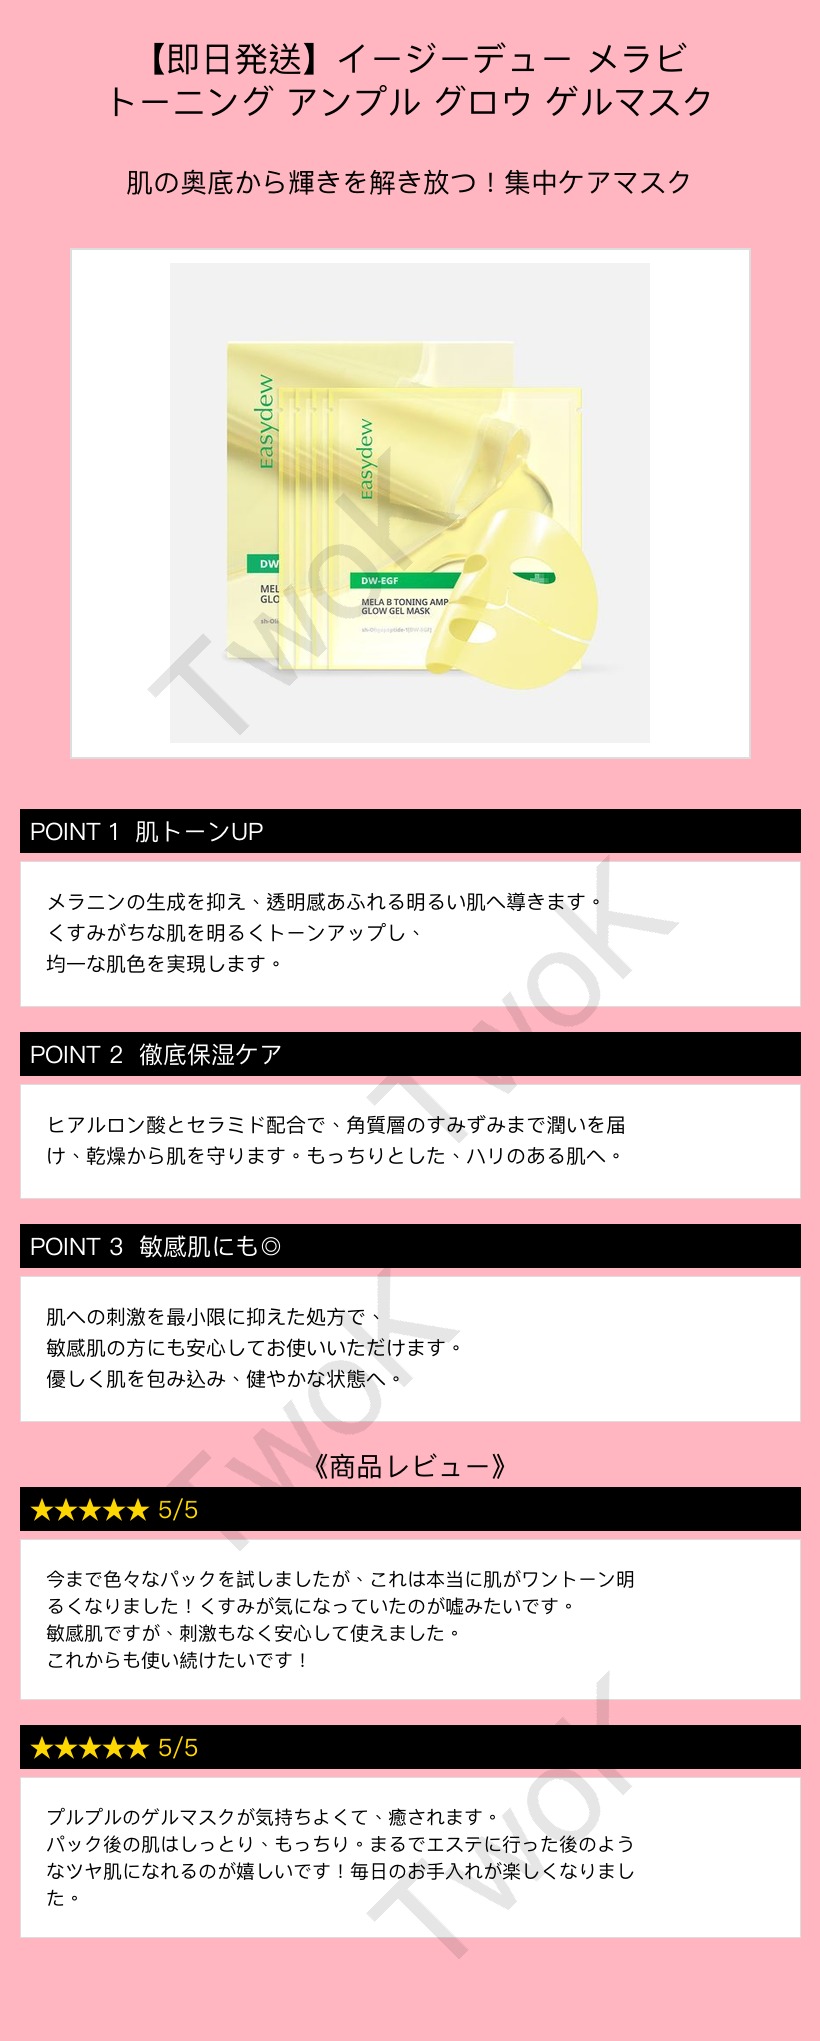 【即日発送】イージーデュー メラビ
トーニング アンプル グロウ ゲルマスク
肌の奥底から輝きを解き放つ！集中ケアマスク
Easydew
Easydew
DW
DW-EGF
MEL
GLO
MELA B TONING AMP
GLOW GEL MASK
sh-Oli
sh-Oligopeptide-1[DW-EGF]
TwoK
POINT 1 肌トーンUP
メラニンの生成を抑え、透明感あふれる明るい肌へ導きます。
くすみがちな肌を明るくトーンアップし、
均一な肌色を実現します。
TwoK
POINT 2 徹底保湿ケア
ヒアルロン酸とセラミド配合で、角質層のすみずみまで潤いを届
け、乾燥から肌を守ります。もっちりとした、ハリのある肌へ。
POINT 3 敏感肌にも◎
肌への刺激を最小限に抑えた処方で、
敏感肌の方にも安心してお使いいただけます。
優しく肌を包み込み、健やかな状態へ。
TwoK
《商品レビュー》
★★★★★ 5/5
今まで色々なパックを試しましたが、これは本当に肌がワントーン明
るくなりました！くすみが気になっていたのが嘘みたいです。
敏感肌ですが、刺激もなく安心して使えました。
これからも使い続けたいです！
★★★★★ 5/5
プルプルのゲルマスクが気持ちよくて、癒されます。
パック後の肌はしっとり、もっちり。まるでエステに行った後のよう
なツヤ肌になれるのが嬉しいです！毎日のお手入れが楽しくなりまし
た。
TwoK